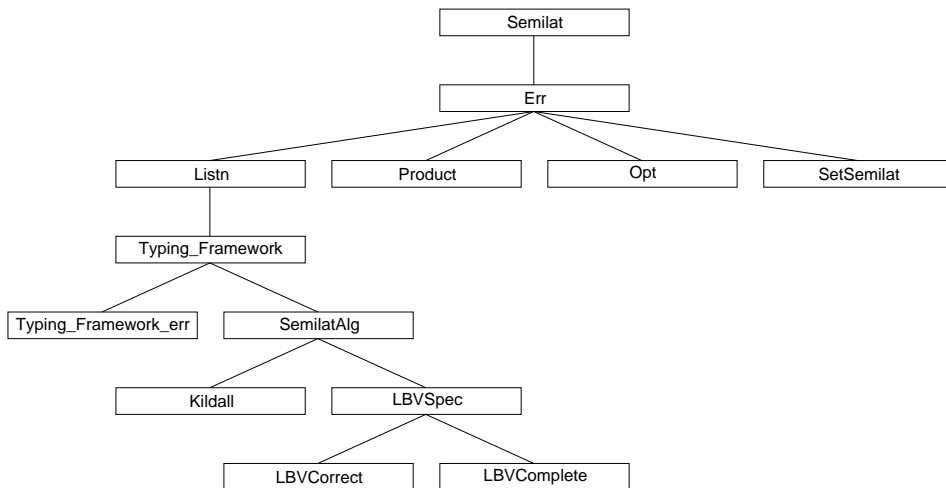 Semilat
Err
Listn
Product
Opt
SetSemilat
Typing_Framework
Typing_Framework_err
SemilatAlg
Kildall
LBVSpec
LBVCorrect
LBVComplete